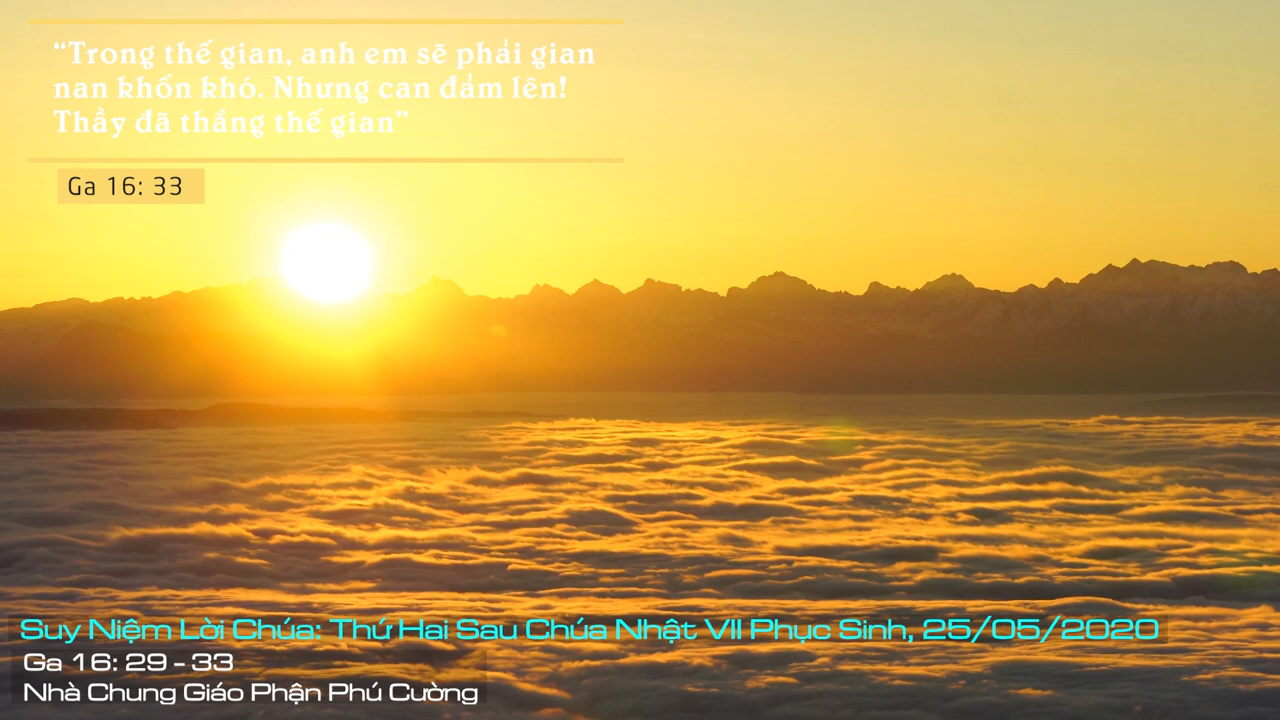 “Trong thế gian, anh em sẽ phải gian
nan khốn khó. Nhưng can đảm lên!
Thầy đã thắng thế gian”
Ga 16: 33
Suy Niệm Lời Chúa: Thứ Hai Sau Chúa Nhật VII Phục Sinh, 25/05/2020
Ga 16: 29 - 33
Nhà Chung Giáo Phận Phú Cường